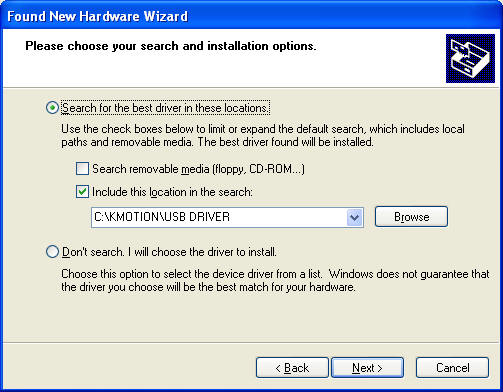 Found New Hardware Wizard
Please choose your search and installation options.
Search for the best driver in these locations.
Use the check boxes below to limit or expand the default search, which includes local
paths and removable media. The best driver found will be installed.
Search removable media (floppy, CD-ROM...)
Include this location in the search:
C:\KMOTION\USB DRIVER
Browse
Don't search. I will choose the driver to install.
Choose this option to select the device driver from a list. Windows does not guarantee that
the driver you choose will be the best match for your hardware.
< Back
Next >
Cancel